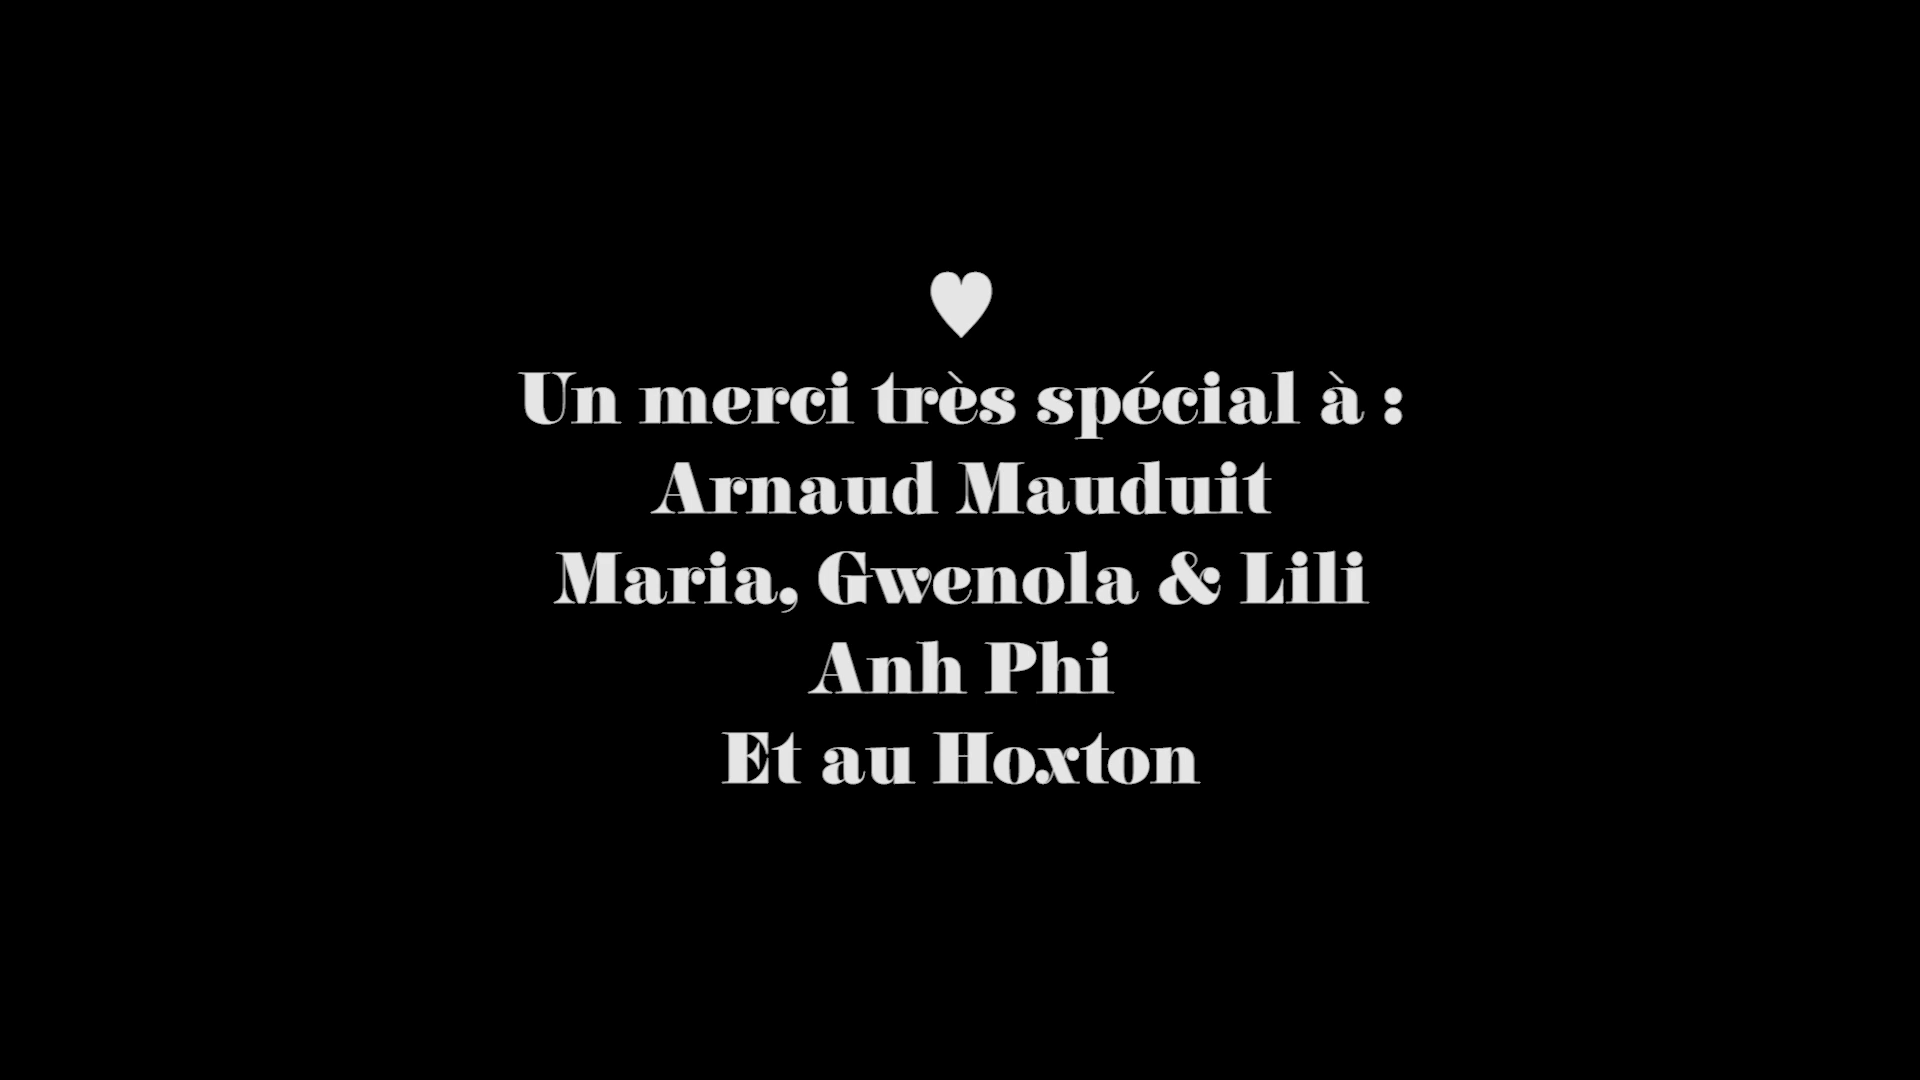 ♥
Un merci très spécial à :
Arnaud Mauduit
Maria, Gwenola & Lili
Anh Phi
Et au Hoxton